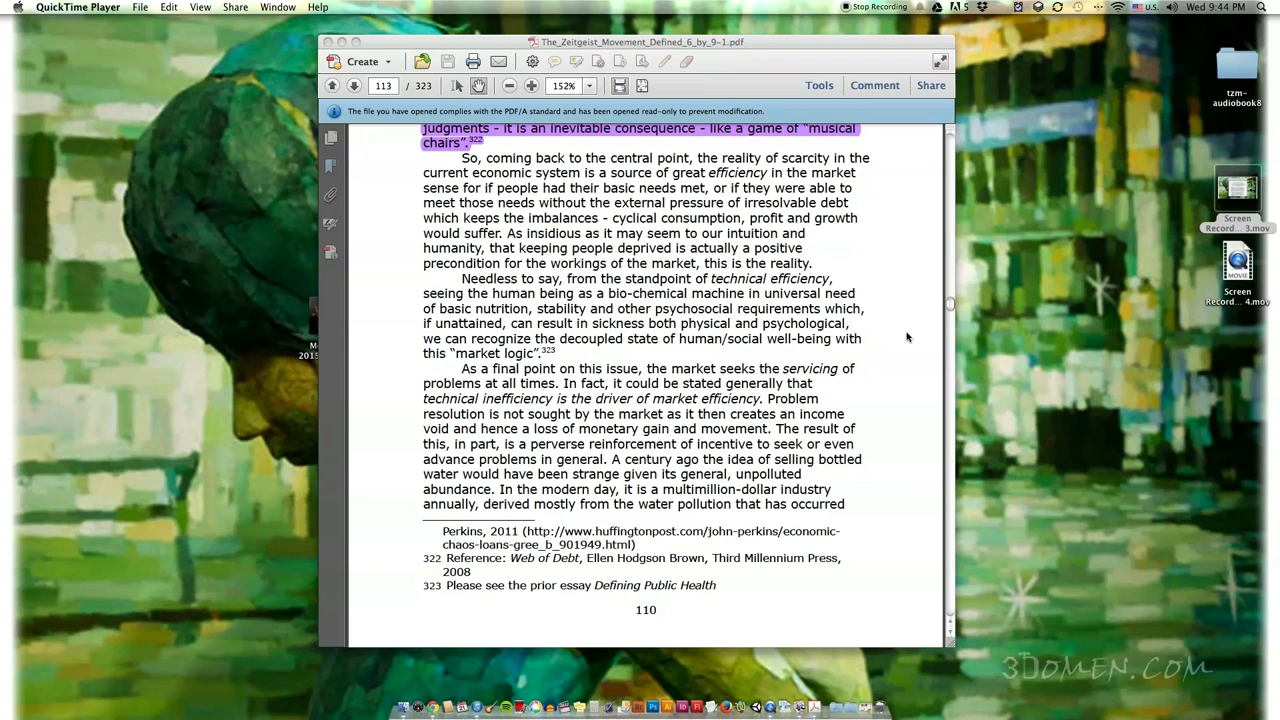 QuickTime Player File Edit View Share Window Help
Stop Recording
5
U.S.
Wed 9:44 PM
The_Zeitgeist_Movement_Defined_6_by_9-1.pdf
Create
113 / 323
152%
Tools Comment Share
The file you have opened complies with the PDF/A standard and has been opened read-only to prevent modification.
judgments - it is an inevitable consequence - like a game of “musical
chairs”.322
So, coming back to the central point, the reality of scarcity in the
current economic system is a source of great efficiency in the market
sense for if people had their basic needs met, or if they were able to
meet those needs without the external pressure of irresolvable debt
which keeps the imbalances - cyclical consumption, profit and growth
would suffer. As insidious as it may seem to our intuition and
humanity, that keeping people deprived is actually a positive
precondition for the workings of the market, this is the reality.
Needless to say, from the standpoint of technical efficiency,
seeing the human being as a bio-chemical machine in universal need
of basic nutrition, stability and other psychosocial requirements which,
if unattained, can result in sickness both physical and psychological,
we can recognize the decoupled state of human/social well-being with
this “market logic”.323
As a final point on this issue, the market seeks the servicing of
problems at all times. In fact, it could be stated generally that
technical inefficiency is the driver of market efficiency. Problem
resolution is not sought by the market as it then creates an income
void and hence a loss of monetary gain and movement. The result of
this, in part, is a perverse reinforcement of incentive to seek or even
advance problems in general. A century ago the idea of selling bottled
water would have been strange given its general, unpolluted
abundance. In the modern day, it is a multimillion-dollar industry
annually, derived mostly from the water pollution that has occurred
Perkins, 2011 (http://www.huffingtonpost.com/john-perkins/economic-
chaos-loans-gree_b_901949.html)
322 Reference: Web of Debt, Ellen Hodgson Brown, Third Millennium Press,
2008
323 Please see the prior essay Defining Public Health
110
tzm-
audiobook8
Screen
Record... 3.mov
MOVIE
Screen
Record... 4.mov
3DOMEN.COM